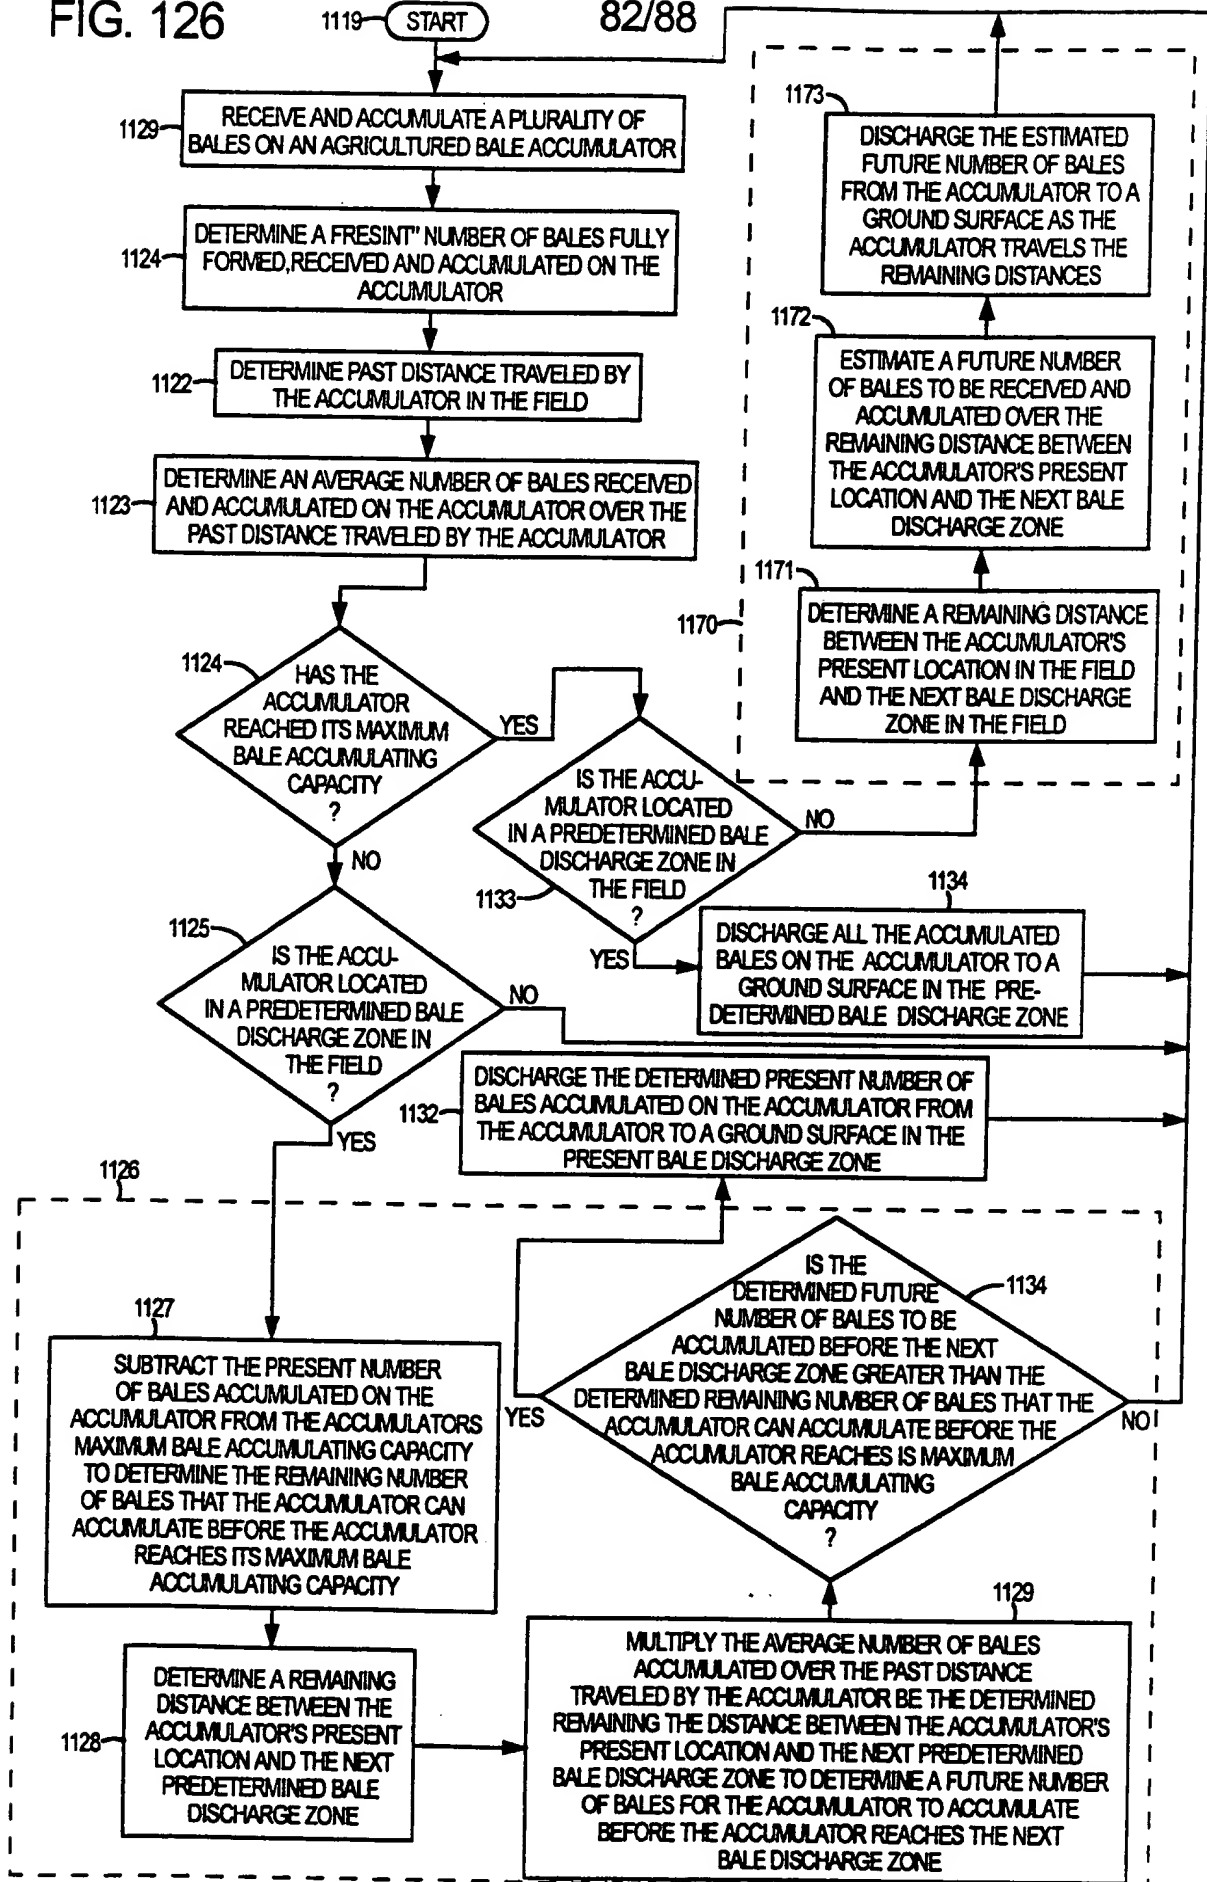 FIG. 126
82/88
1119
START
1129
RECEIVE AND ACCUMULATE A PLURALITY OF
BALES ON AN AGRICULTURED BALE ACCUMULATOR
1124
DETERMINE A FRESINT" NUMBER OF BALES FULLY
FORMED, RECEIVED AND ACCUMULATED ON THE
ACCUMULATOR
1122
DETERMINE PAST DISTANCE TRAVELED BY
THE ACCUMULATOR IN THE FIELD
1123
DETERMINE AN AVERAGE NUMBER OF BALES RECEIVED
AND ACCUMULATED ON THE ACCUMULATOR OVER THE
PAST DISTANCE TRAVELED BY THE ACCUMULATOR
1124
HAS THE
ACCUMULATOR
REACHED ITS MAXIMUM
BALE ACCUMULATING
CAPACITY
?
YES
NO
1133
IS THE ACCU-
MULATOR LOCATED
IN A PREDETERMINED BALE
DISCHARGE ZONE IN
THE FIELD
?
NO
YES
1170
1173
DISCHARGE THE ESTIMATED
FUTURE NUMBER OF BALES
FROM THE ACCUMULATOR TO A
GROUND SURFACE AS THE
ACCUMULATOR TRAVELS THE
REMAINING DISTANCES
1172
ESTIMATE A FUTURE NUMBER
OF BALES TO BE RECEIVED AND
ACCUMULATED OVER THE
REMAINING DISTANCE BETWEEN
THE ACCUMULATOR'S PRESENT
LOCATION AND THE NEXT BALE
DISCHARGE ZONE
1171
DETERMINE A REMAINING DISTANCE
BETWEEN THE ACCUMULATOR'S
PRESENT LOCATION IN THE FIELD
AND THE NEXT BALE DISCHARGE
ZONE IN THE FIELD
1134
DISCHARGE ALL THE ACCUMULATED
BALES ON THE ACCUMULATOR TO A
GROUND SURFACE IN THE PRE-
DETERMINED BALE DISCHARGE ZONE
1125
IS THE ACCU-
MULATOR LOCATED
IN A PREDETERMINED BALE
DISCHARGE ZONE IN
THE FIELD
?
NO
YES
1132
DISCHARGE THE DETERMINED PRESENT NUMBER OF
BALES ACCUMULATED ON THE ACCUMULATOR FROM
THE ACCUMULATOR TO A GROUND SURFACE IN THE
PRESENT BALE DISCHARGE ZONE
1126
1127
SUBTRACT THE PRESENT NUMBER
OF BALES ACCUMULATED ON THE
ACCUMULATOR FROM THE ACCUMULATORS
MAXIMUM BALE ACCUMULATING CAPACITY
TO DETERMINE THE REMAINING NUMBER
OF BALES THAT THE ACCUMULATOR CAN
ACCUMULATE BEFORE THE ACCUMULATOR
REACHES ITS MAXIMUM BALE
ACCUMULATING CAPACITY
1128
DETERMINE A REMAINING
DISTANCE BETWEEN THE
ACCUMULATOR'S PRESENT
LOCATION AND THE NEXT
PREDETERMINED BALE
DISCHARGE ZONE
1134
IS THE
DETERMINED FUTURE
NUMBER OF BALES TO BE
ACCUMULATED BEFORE THE NEXT
BALE DISCHARGE ZONE GREATER THAN THE
DETERMINED REMAINING NUMBER OF BALES THAT THE
ACCUMULATOR CAN ACCUMULATE BEFORE THE
ACCUMULATOR REACHES IS MAXIMUM
BALE ACCUMULATING
CAPACITY
?
YES
NO
1129
MULTIPLY THE AVERAGE NUMBER OF BALES
ACCUMULATED OVER THE PAST DISTANCE
TRAVELED BY THE ACCUMULATOR BE THE DETERMINED
REMAINING THE DISTANCE BETWEEN THE ACCUMULATOR'S
PRESENT LOCATION AND THE NEXT PREDETERMINED
BALE DISCHARGE ZONE TO DETERMINE A FUTURE NUMBER
OF BALES FOR THE ACCUMULATOR TO ACCUMULATE
BEFORE THE ACCUMULATOR REACHES THE NEXT
BALE DISCHARGE ZONE